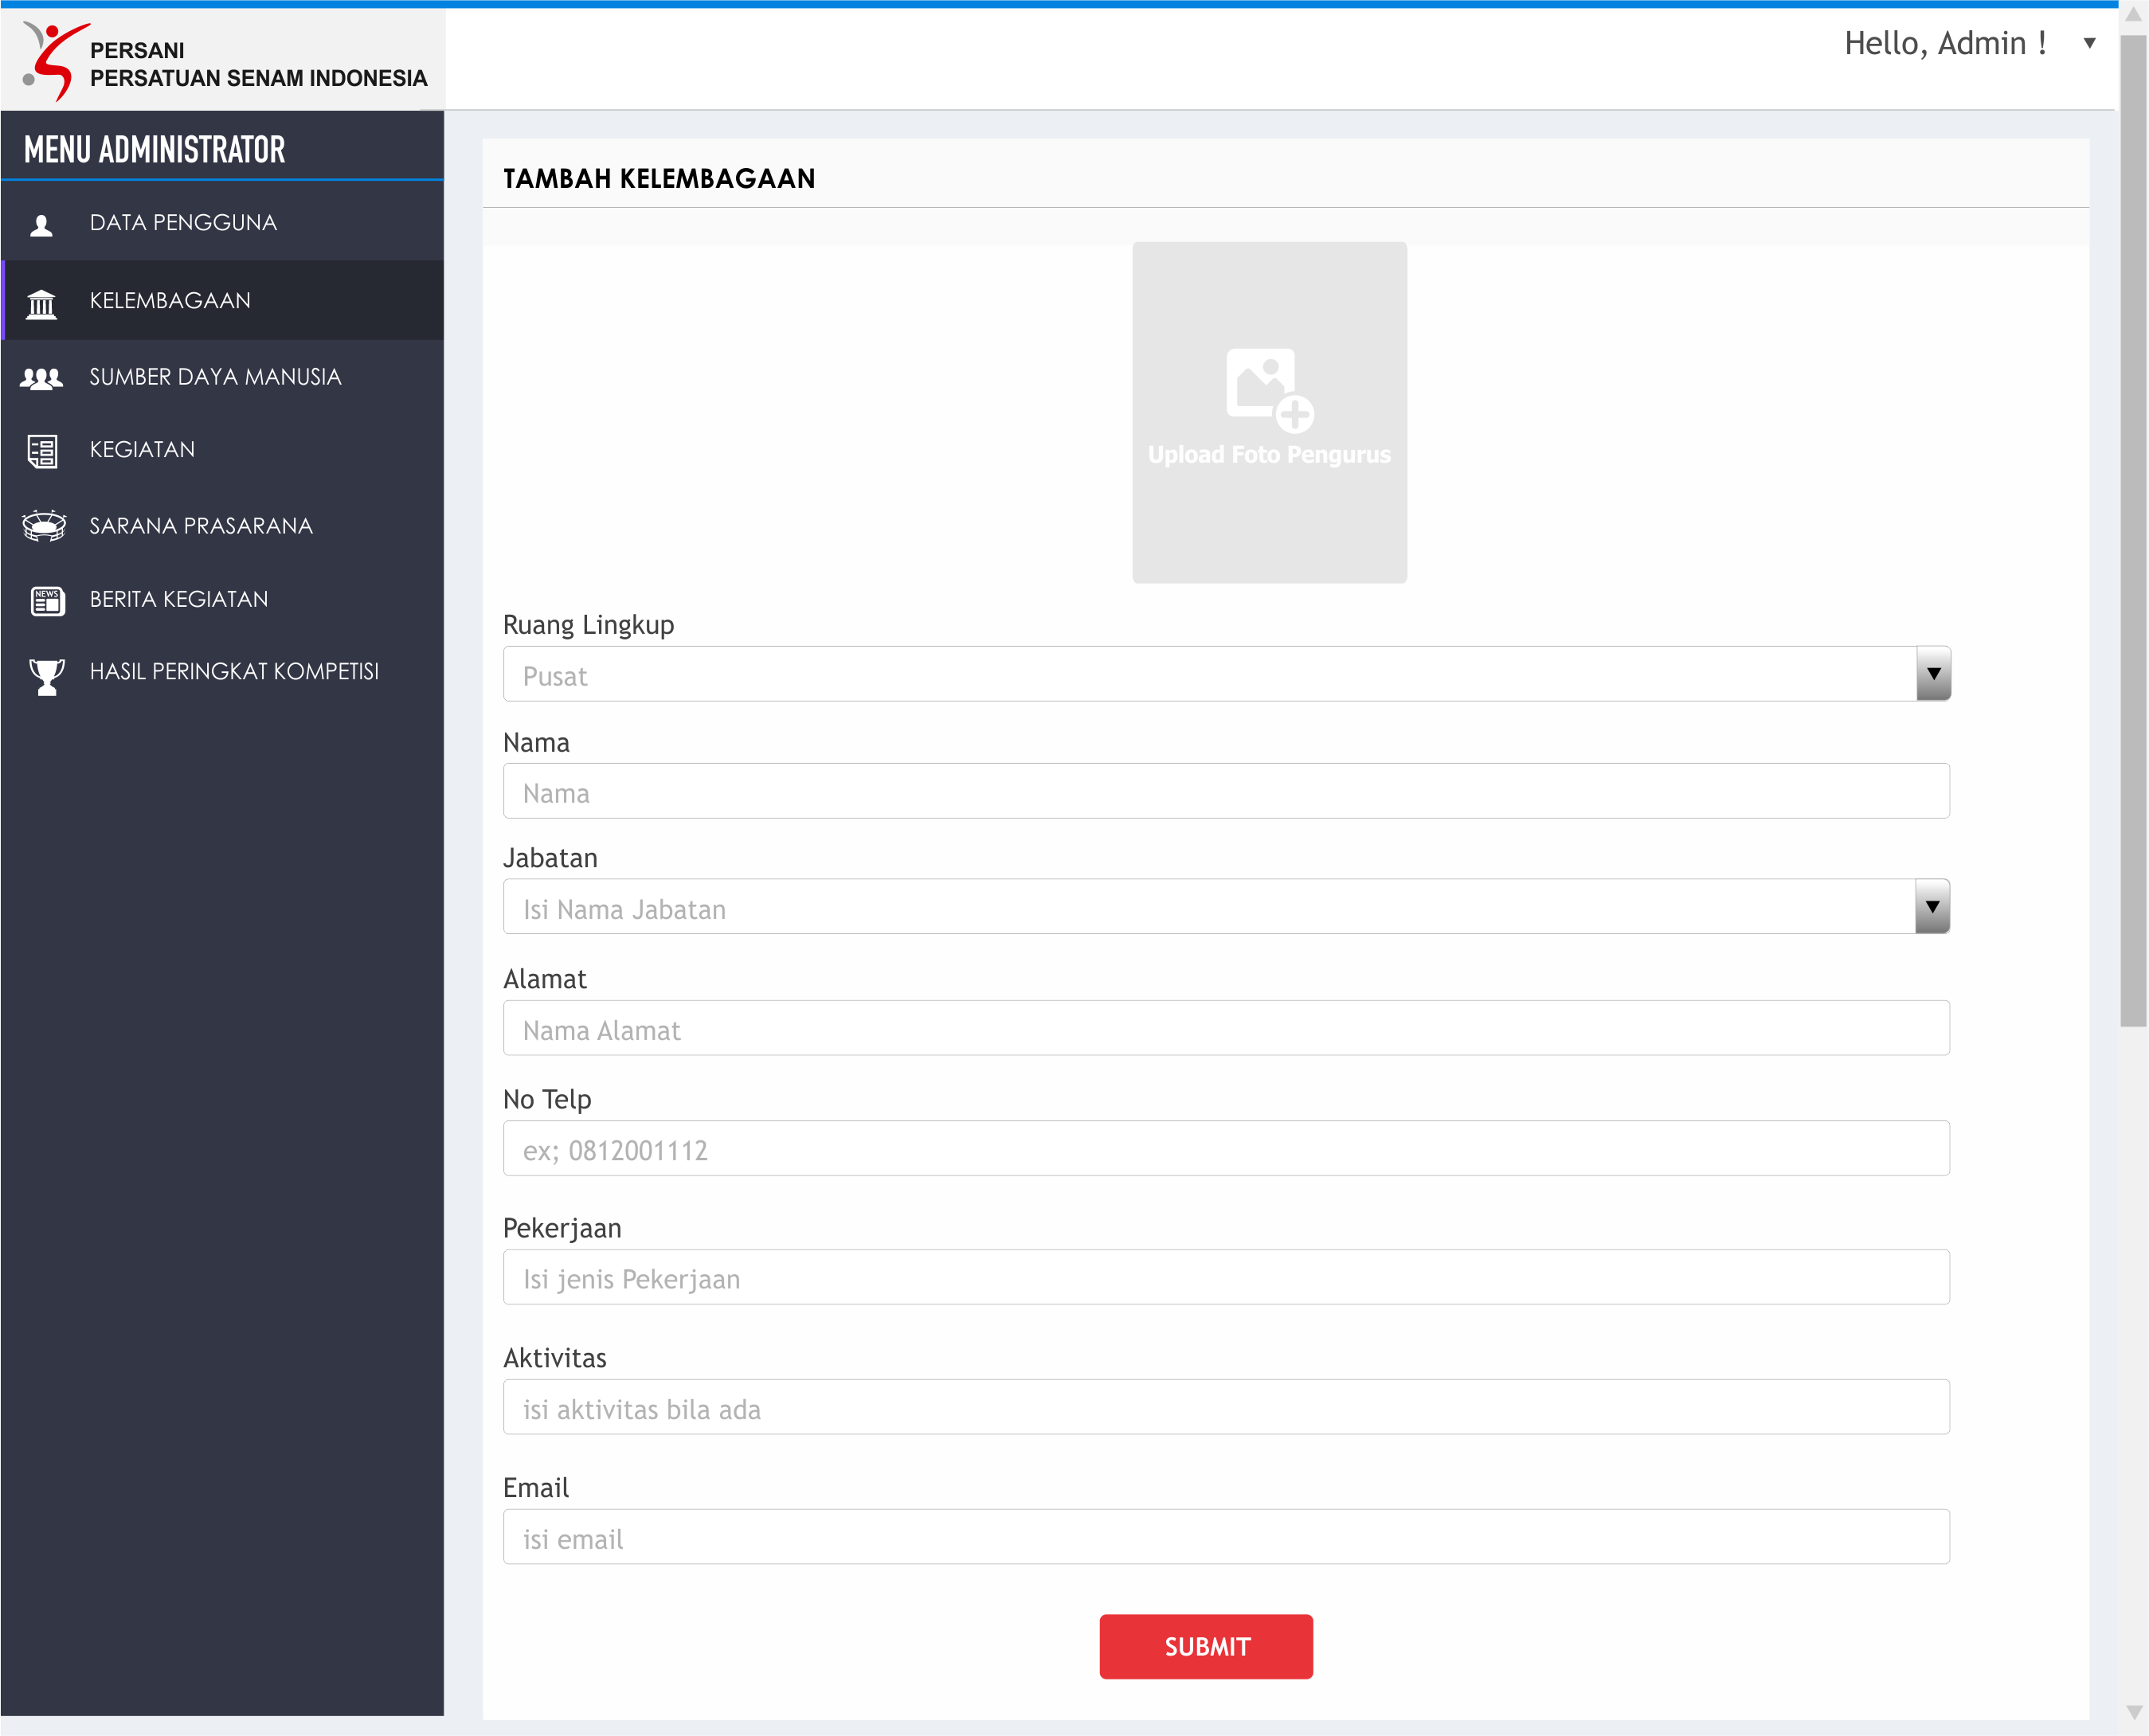 PERSANI
PERSATUAN SENAM INDONESIA
Hello, Admin !
MENU ADMINISTRATOR
DATA PENGGUNA
KELEMBAGAAN
SUMBER DAYA MANUSIA
KEGIATAN
SARANA PRASARANA
NEWS
BERITA KEGIATAN
HASIL PERINGKAT KOMPETISI
TAMBAH KELEMBAGAAN
Upload Foto Pengurus
Ruang Lingkup
Pusat
Nama
Nama
Jabatan
Isi Nama Jabatan
Alamat
Nama Alamat
No Telp
ex; 0812001112
Pekerjaan
Isi jenis Pekerjaan
Aktivitas
isi aktivitas bila ada
Email
isi email
SUBMIT